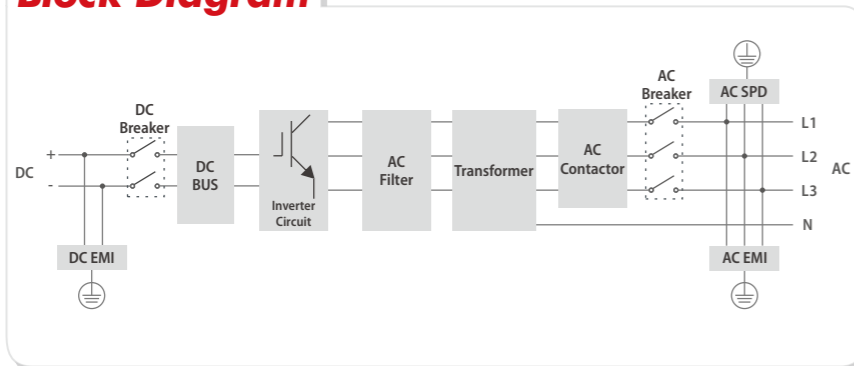 Block Diagram
DC
+
-
DC
Breaker
DC EMI
DC
BUS
Inverter
Circuit
AC
Filter
Transformer
AC
Contactor
AC
Breaker
AC SPD
L1
L2
L3
N
AC
AC EMI